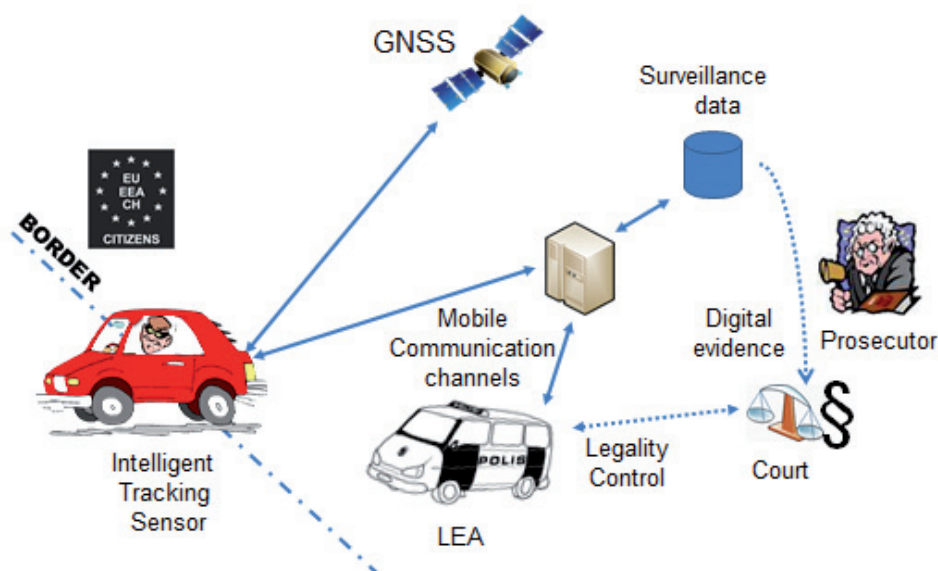 GNSS
Surveillance
data
EU
EEA
CH
CITIZENS
BORDER
Mobile
Communication
channels
Digital
evidence
Prosecutor
Intelligent
Tracking
Sensor
POLIS
LEA
Legality
Control
§
Court